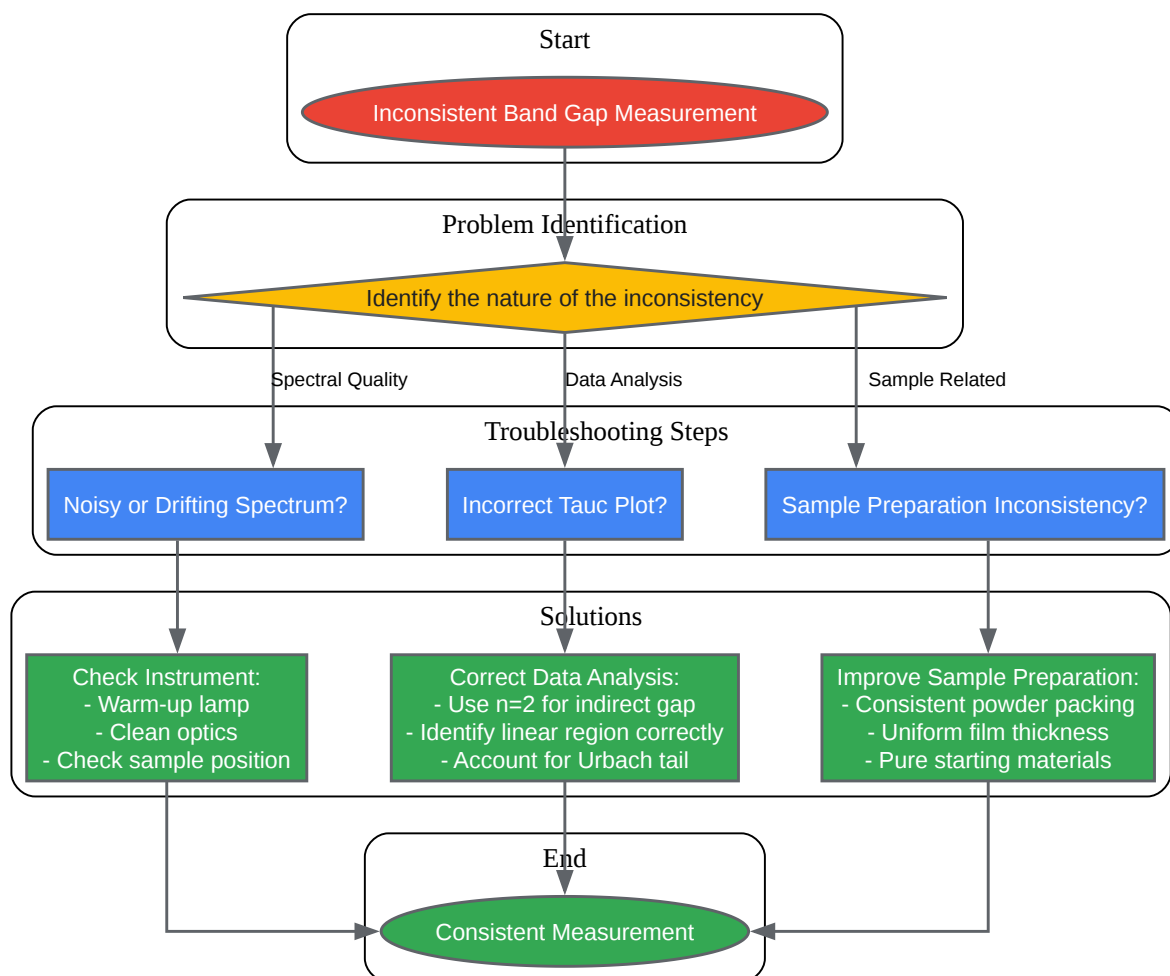 Start
Inconsistent Band Gap Measurement
Problem Identification
Identify the nature of the inconsistency
Spectral Quality
Data Analysis
Sample Related
Troubleshooting Steps
Noisy or Drifting Spectrum?
Incorrect Tauc Plot?
Sample Preparation Inconsistency?
Solutions
Check Instrument:
- Warm-up lamp
- Clean optics
- Check sample position
Correct Data Analysis:
- Use n=2 for indirect gap
- Identify linear region correctly
- Account for Urbach tail
Improve Sample Preparation:
- Consistent powder packing
- Uniform film thickness
- Pure starting materials
End
Consistent Measurement